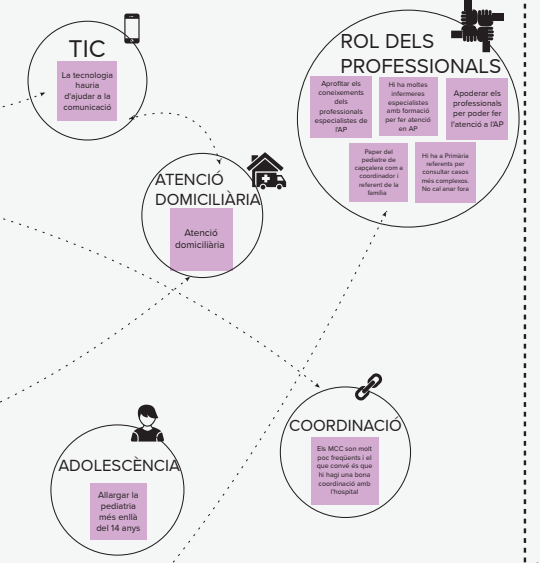 TIC
La tecnologia
hauria
d'ajudar a la
comunicació
ROL DELS
PROFESSIONALS
Aprofitar els
coneixements
dels
professionals
especialistes de
l'AP
Hi ha moltes
infermeres
especialistes
amb formació
per fer atenció
en AP
Apoderar els
professionals
per poder fer
l'atenció a l'AP
Paper del
pediatre de
capçalera com a
coordinador i
referent de la
família
Hi ha a Primària
referents per
consultar casos
més complexos.
No cal anar fora
ATENCIÓ
DOMICILIÀRIA
Atenció
domiciliària
COORDINACIÓ
Els MCC son molt
poc freqüents i el
que convé és que
hi hagi una bona
coordinació amb
l'hospital
ADOLESCÈNCIA
Allargar la
pediatria
més enllà
del 14 anys